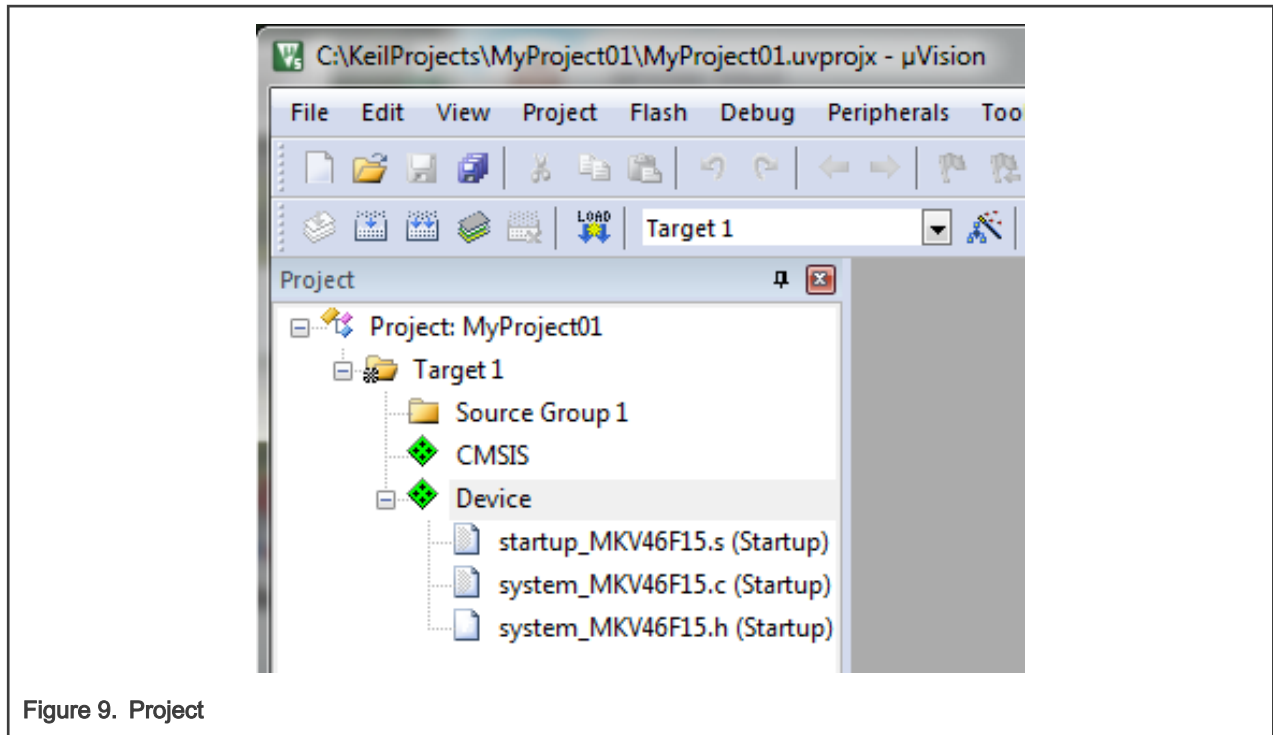 C:\KeilProjects\MyProject01\MyProject01.uvprojx - µVision
File Edit View Project Flash Debug Peripherals Too
LOAD Target 1
Project
Project: MyProject01
Target 1
Source Group 1
CMSIS
Device
startup_MKV46F15.s (Startup)
system_MKV46F15.c (Startup)
system_MKV46F15.h (Startup)
Figure 9. Project